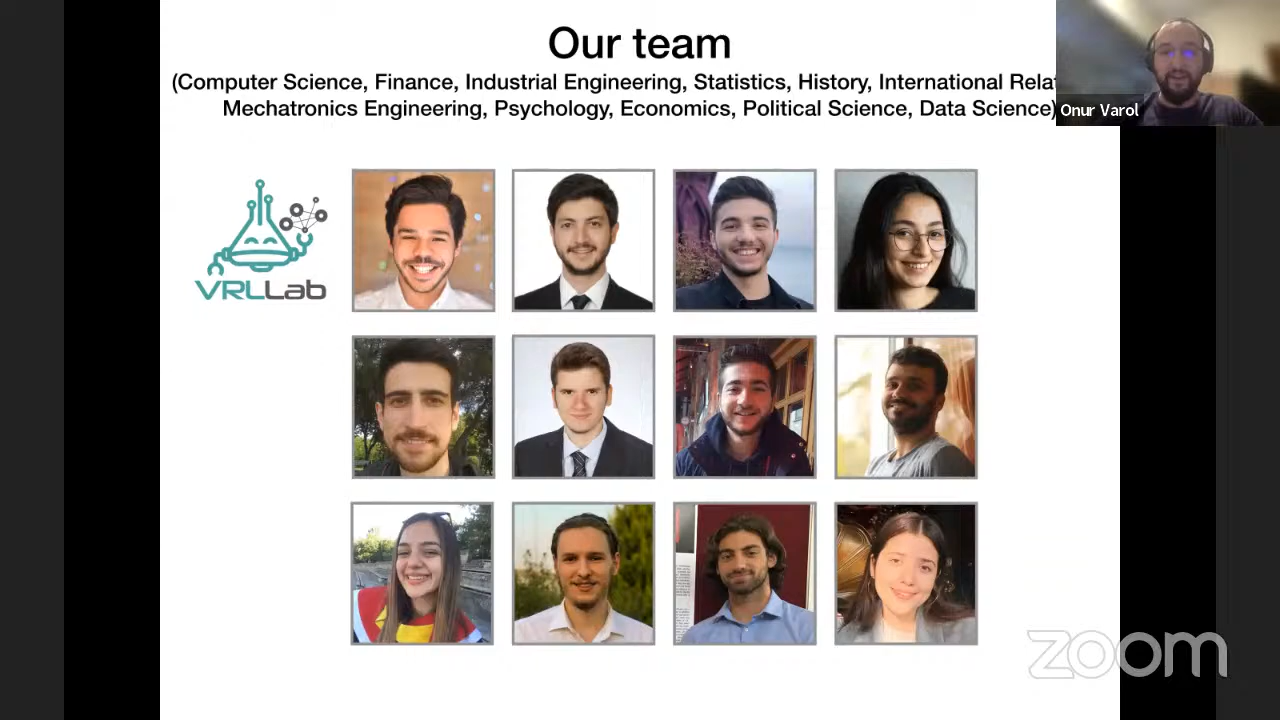 Our team
(Computer Science, Finance, Industrial Engineering, Statistics, History, International
Mechatronics Engineering, Psychology, Economics, Political Science, Data Science)
Onur Varol
VRLLab
zoom